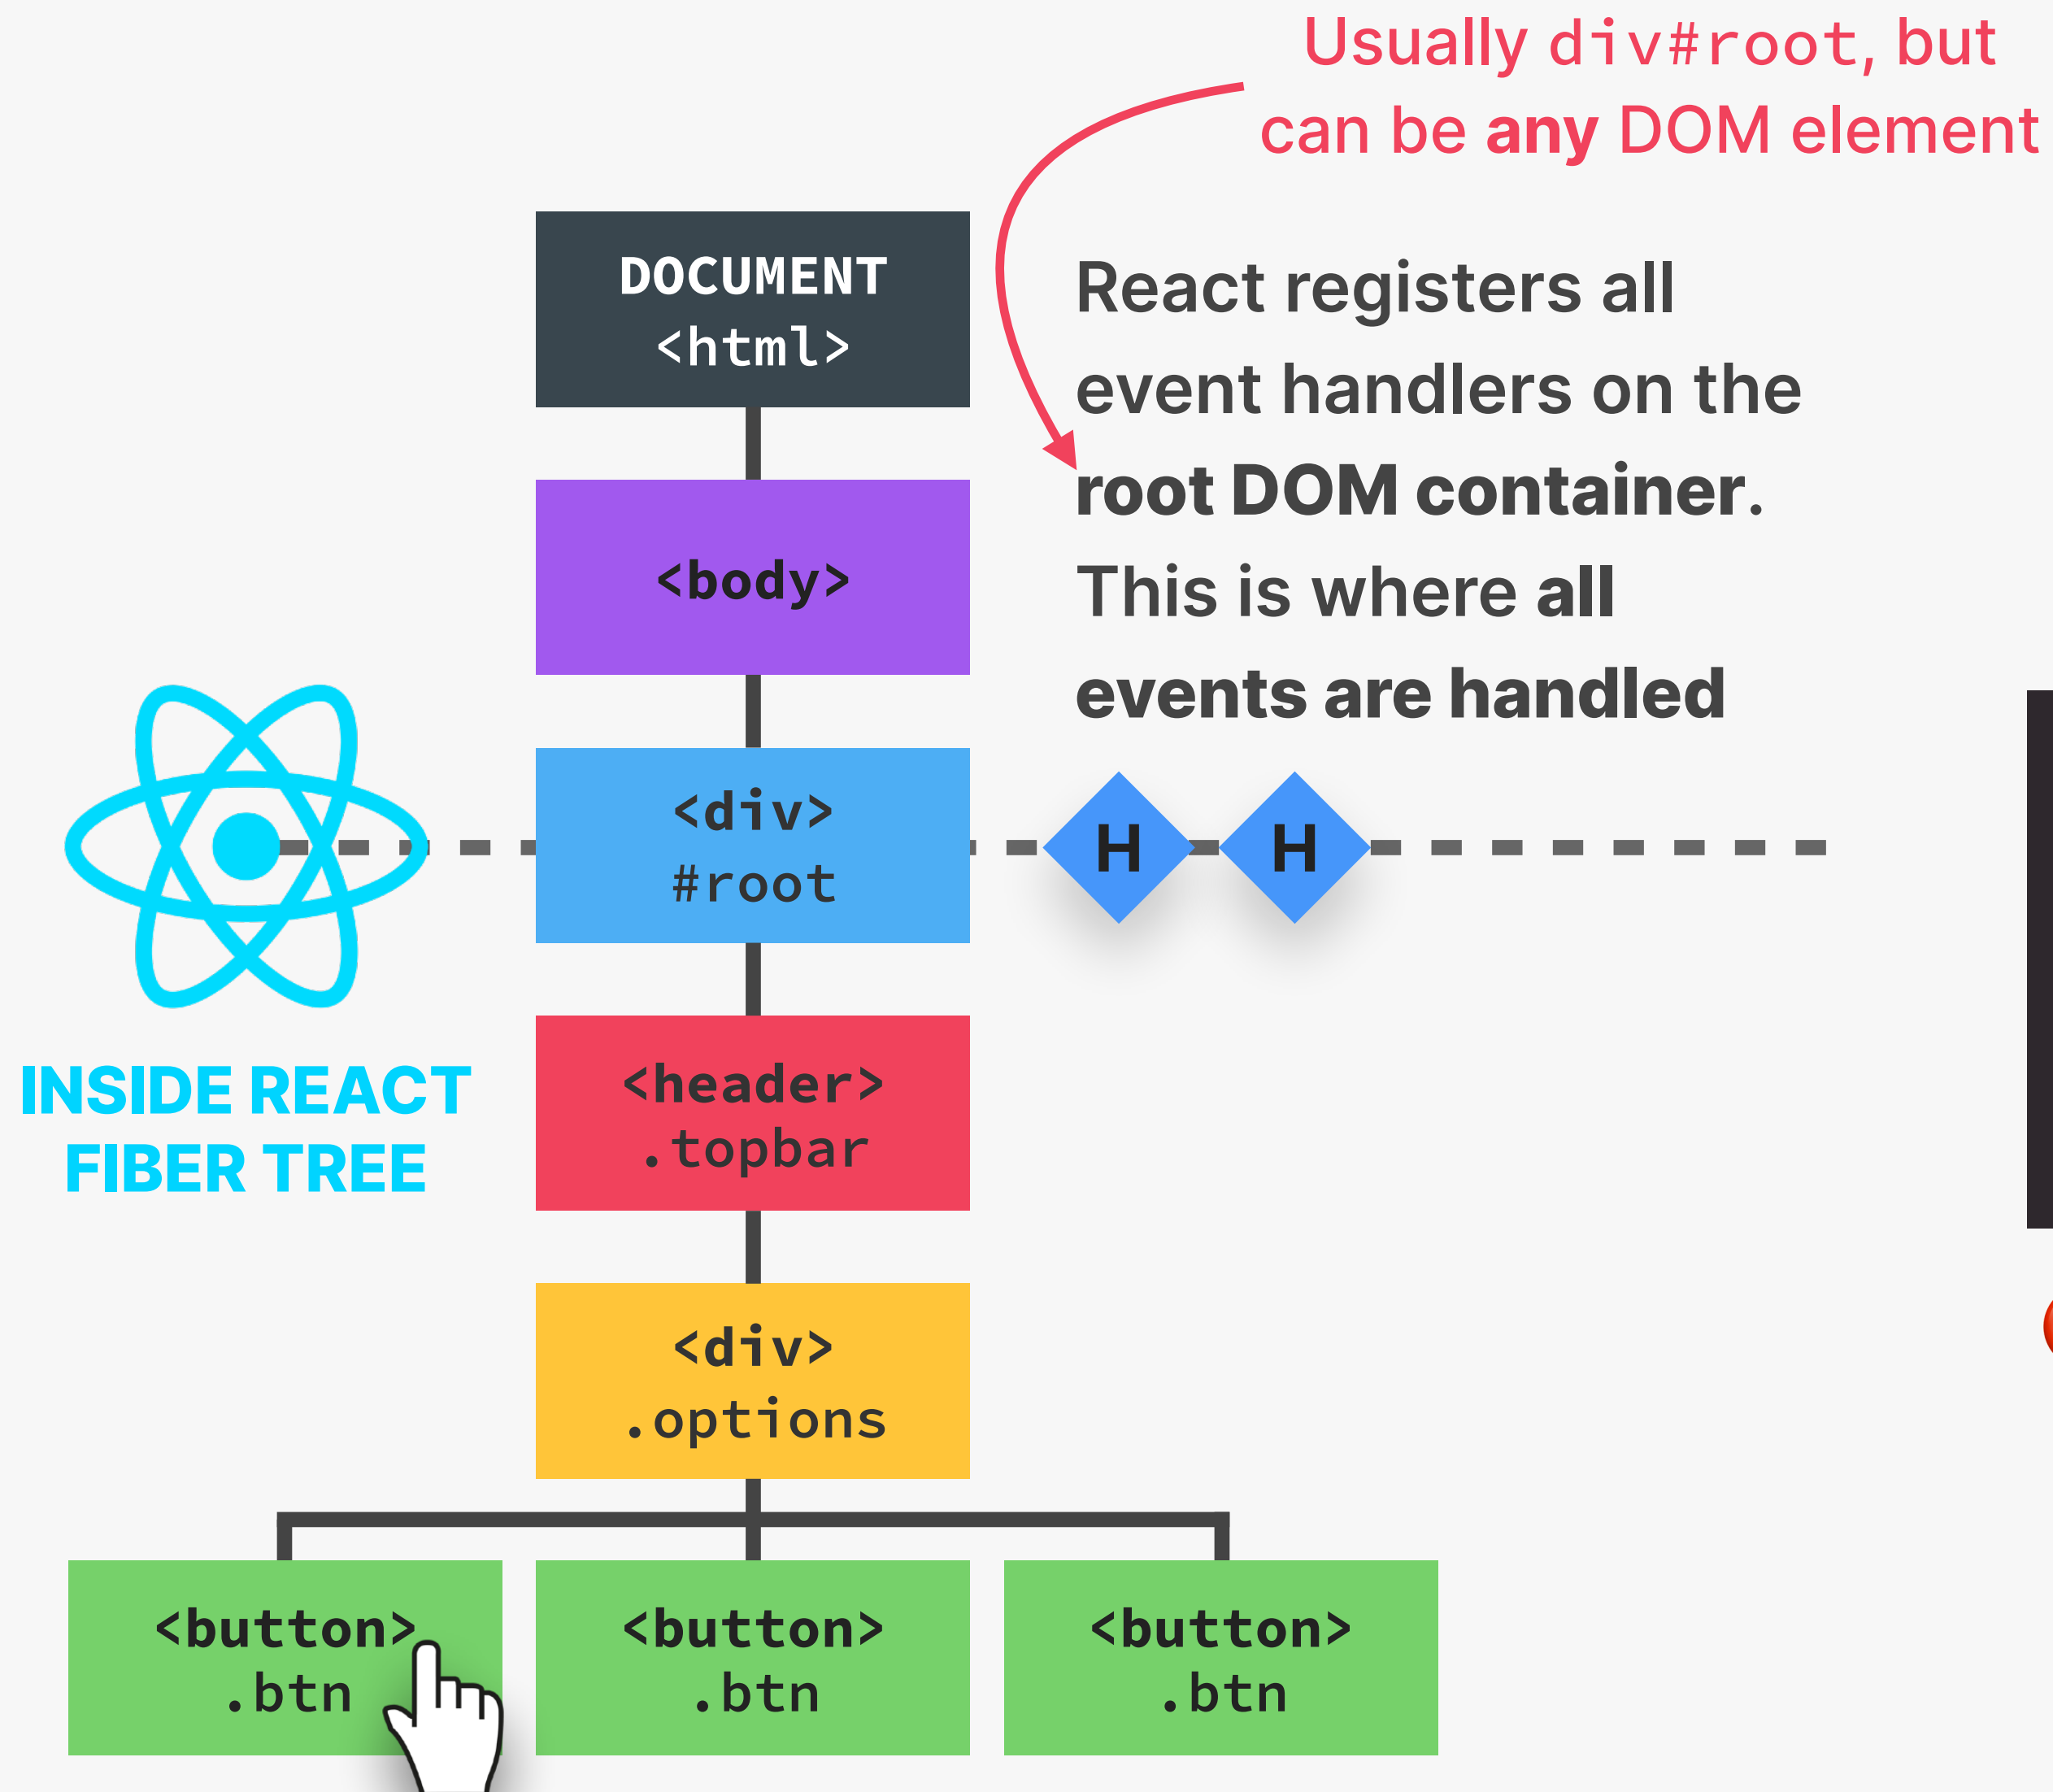 Usually div#root, but
can be any DOM element
DOCUMENT
<html>
React registers all
event handlers on the
root DOM container.
This is where all
events are handled
<body>
<div>
#root
H H
INSIDE REACT
FIBER TREE
<header>
.topbar
<div>
.options
<button>
.btn
<button>
.btn
<button>
.btn